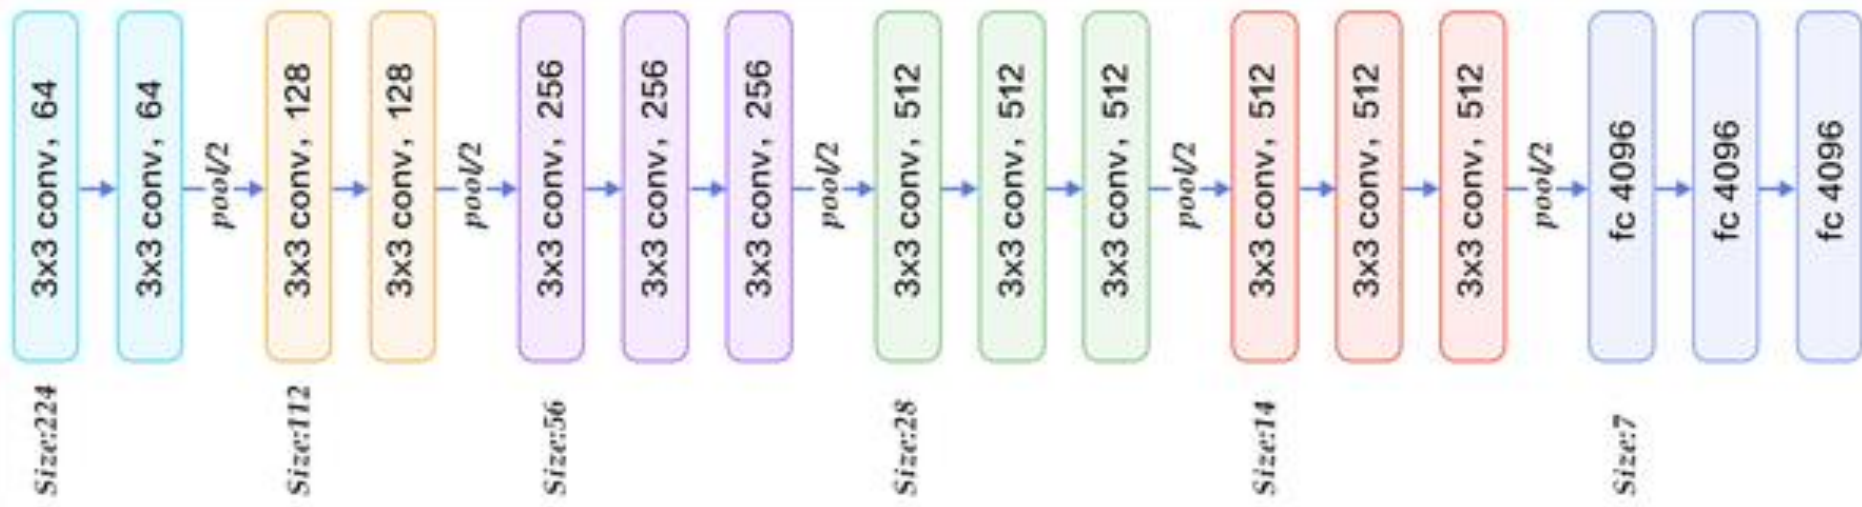 3x3 conv, 64
3x3 conv, 64
pool/2
3x3 conv, 128
3x3 conv, 128
pool/2
3x3 conv, 256
3x3 conv, 256
3x3 conv, 256
pool/2
3x3 conv, 512
3x3 conv, 512
3x3 conv, 512
pool/2
3x3 conv, 512
3x3 conv, 512
3x3 conv, 512
pool/2
fc 4096
fc 4096
fc 4096
Size:224
Size:112
Size:56
Size:28
Size:14
Size:7